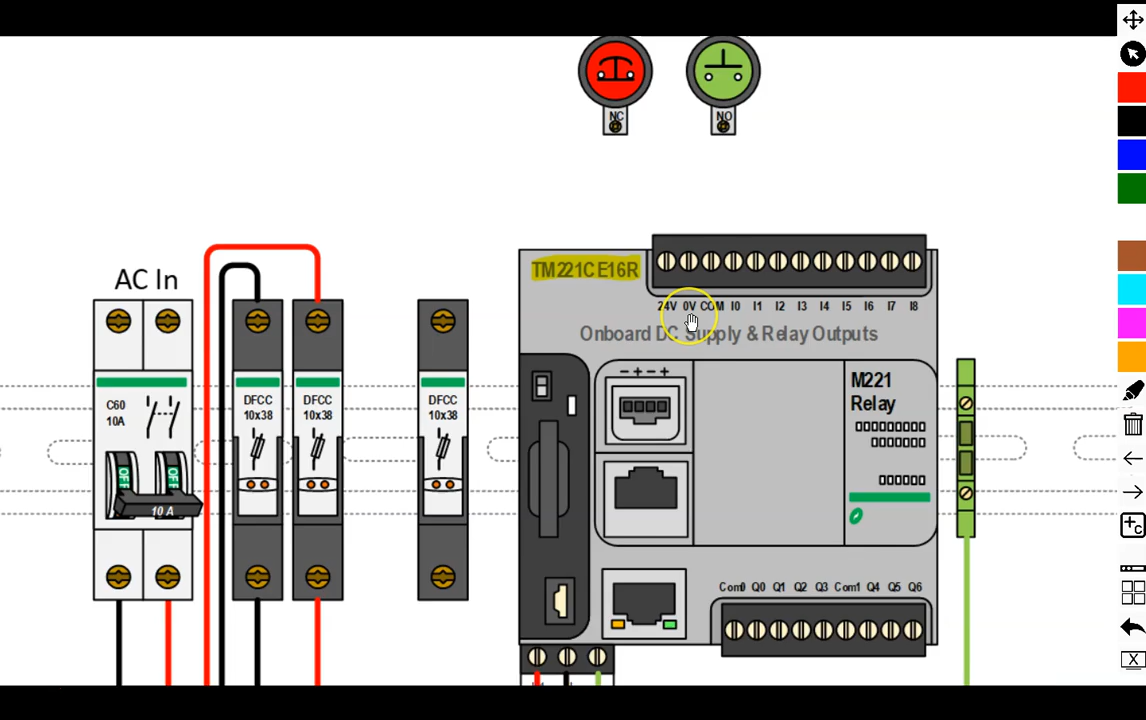 NC
NO
AC In
TM221CE16R
24V 0V COM I0 I1 I2 I3 I4 I5 I6 I7 I8
Onboard DC Supply & Relay Outputs
C60
10A
OFF
OFF
10 A
DFCC
10x38
DFCC
10x38
DFCC
10x38
− + − +
M221
Relay
Com0 Q0 Q1 Q2 Q3 Com1 Q4 Q5 Q6
+C
X